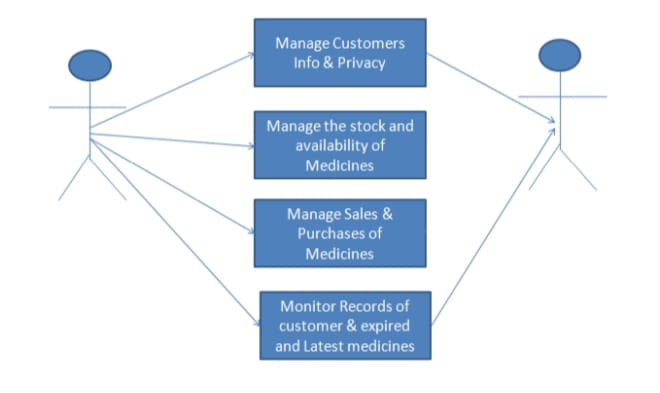 Manage Customers
Info & Privacy
Manage the stock and
availability of
Medicines
Manage Sales &
Purchases of
Medicines
Monitor Records of
customer & expired
and Latest medicines